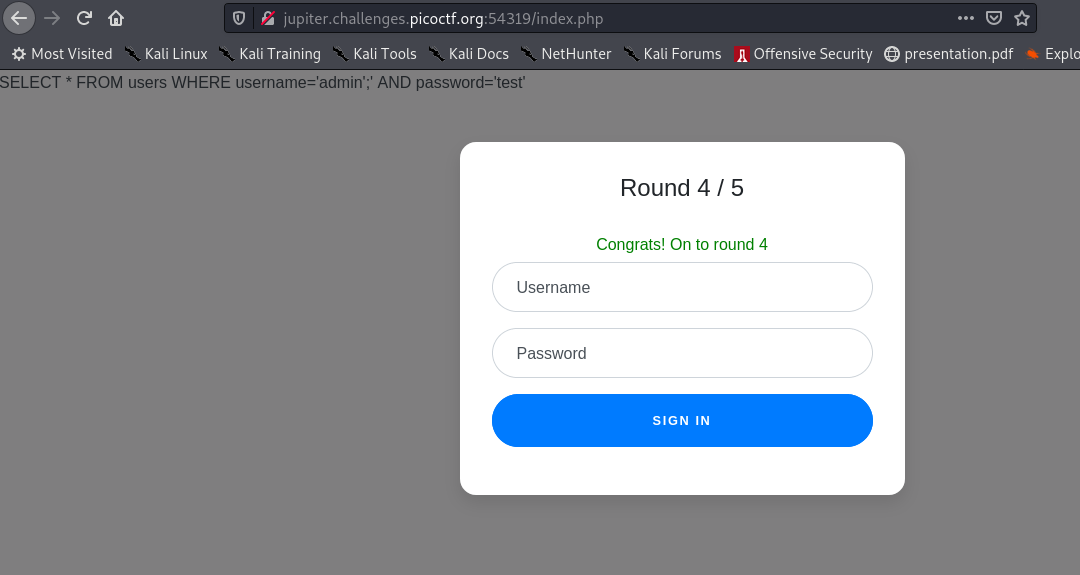 jupiter.challenges.picoctf.org:54319/index.php
Most Visited Kali Linux Kali Training Kali Tools Kali Docs NetHunter Kali Forums Offensive Security presentation.pdf Explo
SELECT * FROM users WHERE username='admin';' AND password='test'
Round 4 / 5
Congrats! On to round 4
Username
Password
SIGN IN